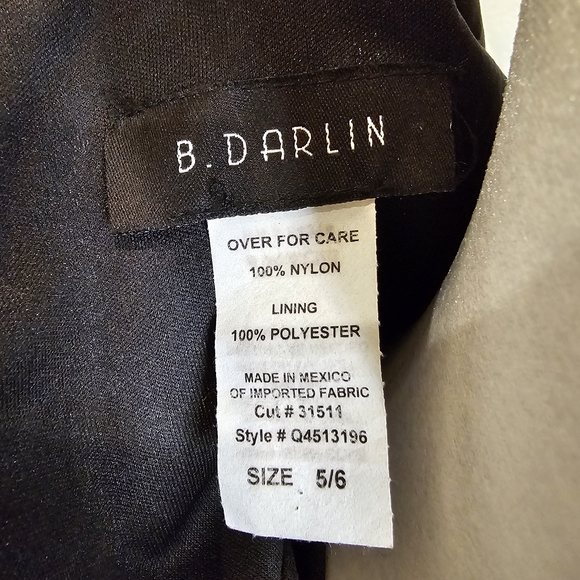 B.DARLIN
OVER FOR CARE
100% NYLON
LINING
100% POLYESTER
MADE IN MEXICO
OF IMPORTED FABRIC
Cut # 31511
Style # Q4513196
SIZE 5/6